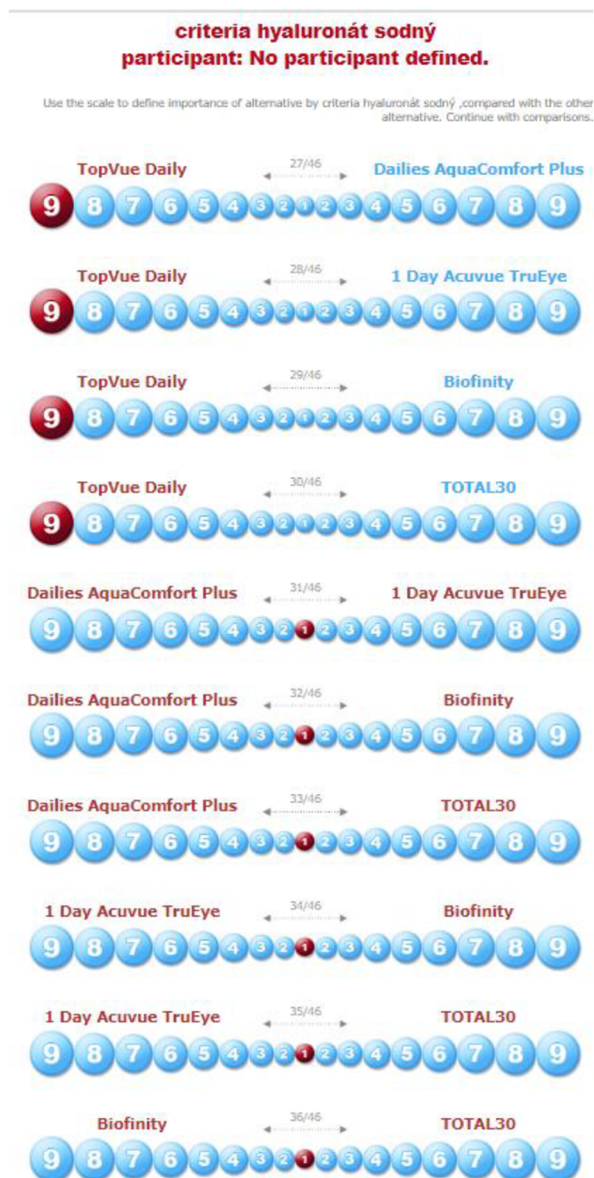 criteria hyaluronát sodný
participant: No participant defined.
Use the scale to define importance of alternative by criteria hyaluronát sodný ,compared with the other
alternative. Continue with comparisons.
TopVue Daily 27/46 Dailies AquaComfort Plus
9 8 7 6 5 4 3 2 1 2 3 4 5 6 7 8 9
TopVue Daily 28/46 1 Day Acuvue TruEye
9 8 7 6 5 4 3 2 1 2 3 4 5 6 7 8 9
TopVue Daily 29/46 Biofinity
9 8 7 6 5 4 3 2 1 2 3 4 5 6 7 8 9
TopVue Daily 30/46 TOTAL30
9 8 7 6 5 4 3 2 1 2 3 4 5 6 7 8 9
Dailies AquaComfort Plus 31/46 1 Day Acuvue TruEye
9 8 7 6 5 4 3 2 1 2 3 4 5 6 7 8 9
Dailies AquaComfort Plus 32/46 Biofinity
9 8 7 6 5 4 3 2 1 2 3 4 5 6 7 8 9
Dailies AquaComfort Plus 33/46 TOTAL30
9 8 7 6 5 4 3 2 1 2 3 4 5 6 7 8 9
1 Day Acuvue TruEye 34/46 Biofinity
9 8 7 6 5 4 3 2 1 2 3 4 5 6 7 8 9
1 Day Acuvue TruEye 35/46 TOTAL30
9 8 7 6 5 4 3 2 1 2 3 4 5 6 7 8 9
Biofinity 36/46 TOTAL30
9 8 7 6 5 4 3 2 1 2 3 4 5 6 7 8 9